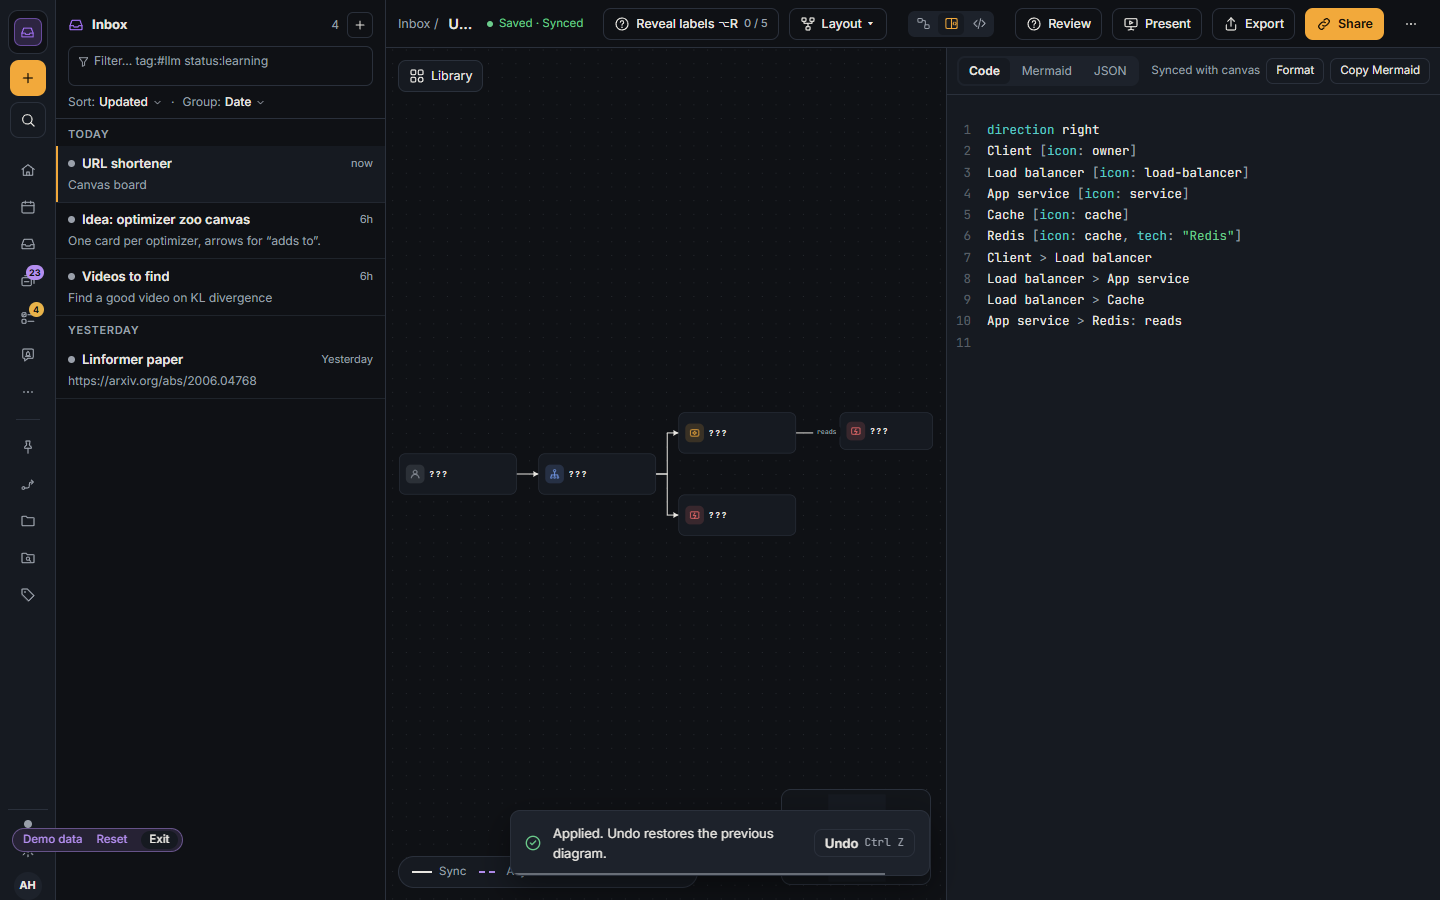 Inbox
4
Filter... tag:#llm status:learning
Sort: Updated · Group: Date
TODAY
URL shortener
now
Canvas board
Idea: optimizer zoo canvas
6h
One card per optimizer, arrows for “adds to”.
Videos to find
6h
Find a good video on KL divergence
YESTERDAY
Linformer paper
Yesterday
https://arxiv.org/abs/2006.04768
23
4
Demo data Reset Exit
AH
Inbox / U...
Saved · Synced
Reveal labels ⌥R 0 / 5
Layout
Review
Present
Export
Share
Library
???
???
???
reads
???
???
Sync
Applied. Undo restores the previous
diagram.
Undo Ctrl Z
Code Mermaid JSON
Synced with canvas
Format
Copy Mermaid
1 direction right
2 Client [icon: owner]
3 Load balancer [icon: load-balancer]
4 App service [icon: service]
5 Cache [icon: cache]
6 Redis [icon: cache, tech: "Redis"]
7 Client > Load balancer
8 Load balancer > App service
9 Load balancer > Cache
10 App service > Redis: reads
11